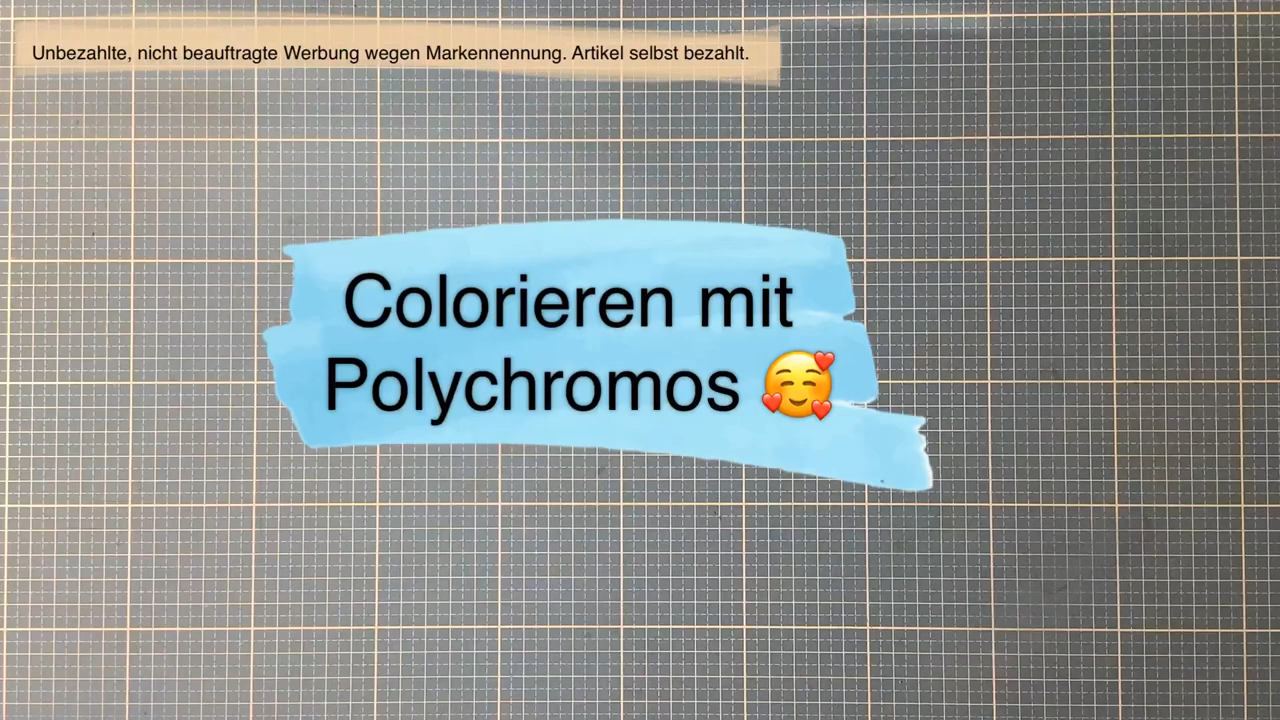 Unbezahlte, nicht beauftragte Werbung wegen Markennennung. Artikel selbst bezahlt.
Colorieren mit
Polychromos 🥰